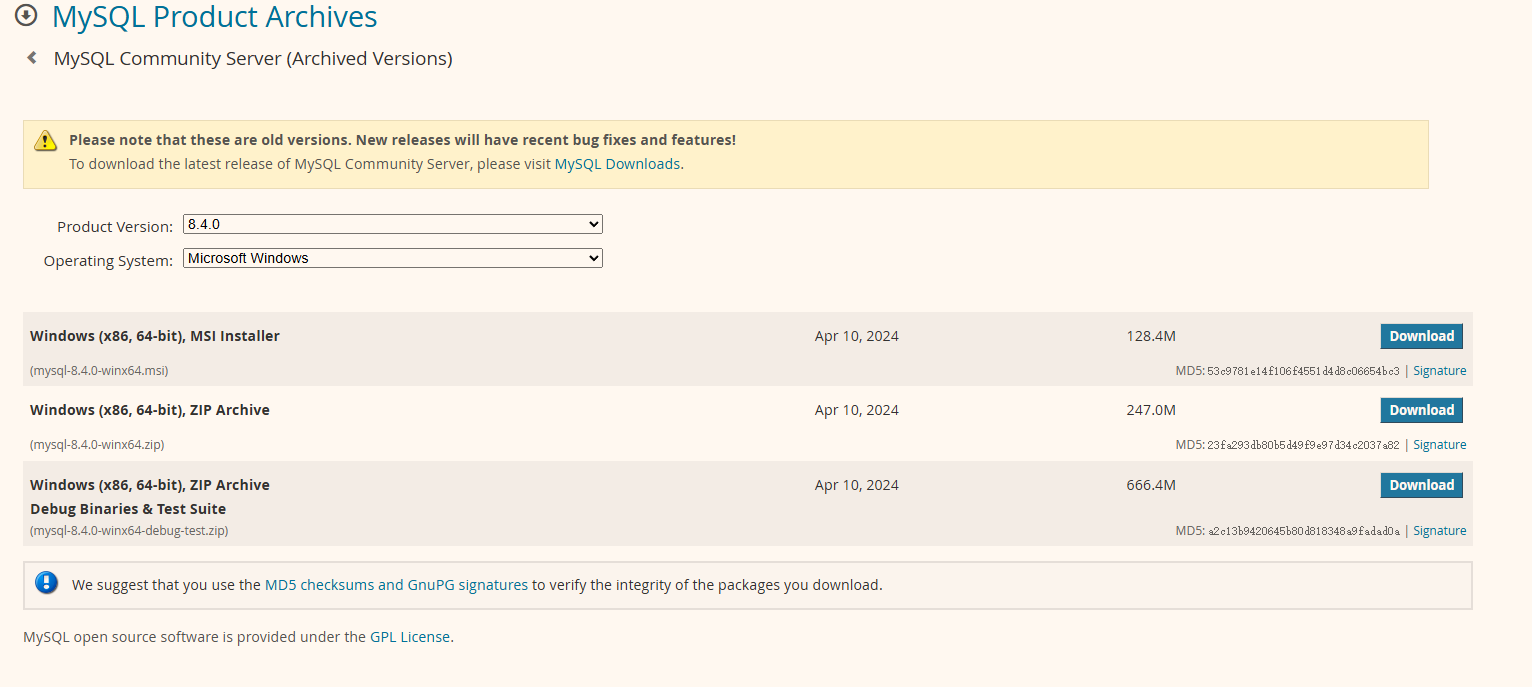 MySQL Product Archives
MySQL Community Server (Archived Versions)
Please note that these are old versions. New releases will have recent bug fixes and features!
To download the latest release of MySQL Community Server, please visit MySQL Downloads.
Product Version: 8.4.0
Operating System: Microsoft Windows
Windows (x86, 64-bit), MSI Installer Apr 10, 2024 128.4M Download
(mysql-8.4.0-winx64.msi) MD5: 53c9781e14f106f4551d4d8c06654bc3 | Signature
Windows (x86, 64-bit), ZIP Archive Apr 10, 2024 247.0M Download
(mysql-8.4.0-winx64.zip) MD5: 23fa293db80b5d49f9e97d34c2037a82 | Signature
Windows (x86, 64-bit), ZIP Archive Apr 10, 2024 666.4M Download
Debug Binaries & Test Suite
(mysql-8.4.0-winx64-debug-test.zip) MD5: a2c13b9420645b80d818348a9fadad0a | Signature
We suggest that you use the MD5 checksums and GnuPG signatures to verify the integrity of the packages you download.
MySQL open source software is provided under the GPL License.